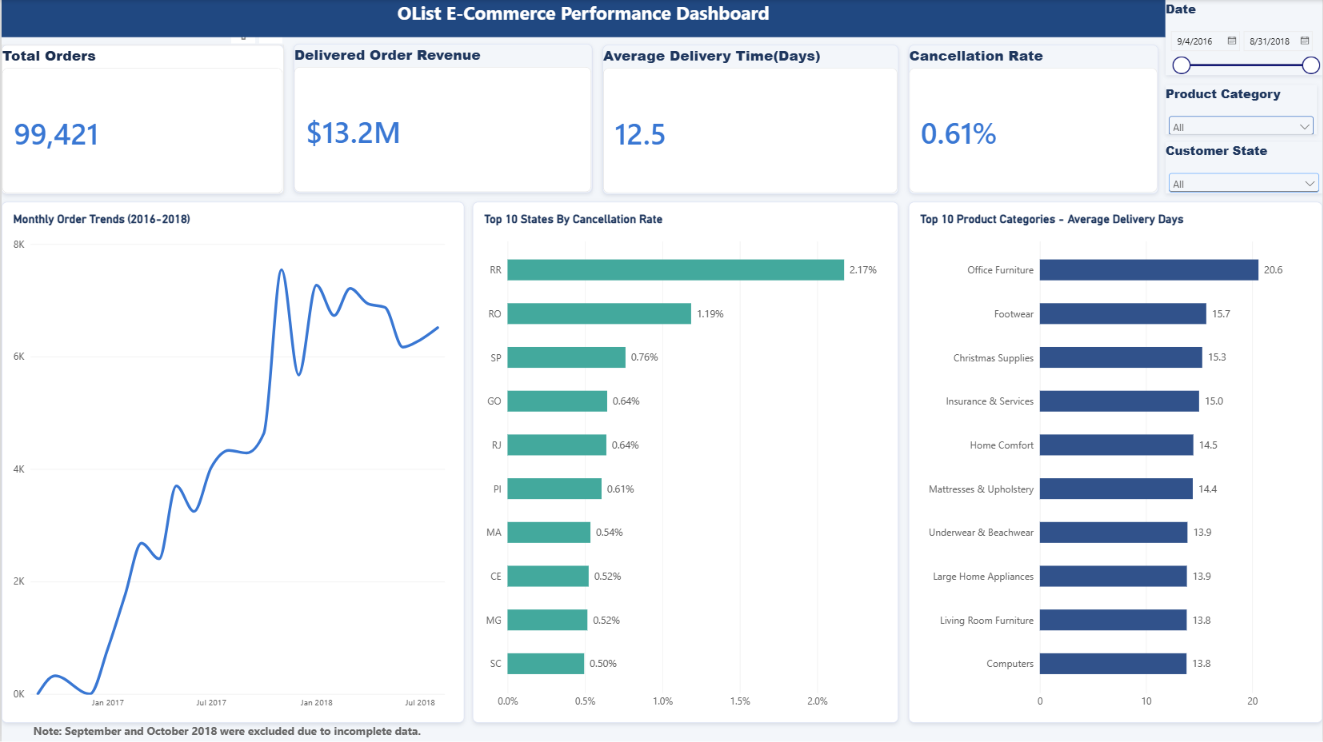 OList E-Commerce Performance Dashboard
Date
9/4/2016 8/31/2018
Product Category
All
Customer State
All
Total Orders
99,421
Delivered Order Revenue
$13.2M
Average Delivery Time(Days)
12.5
Cancellation Rate
0.61%
Monthly Order Trends (2016-2018)
8K
6K
4K
2K
0K
Jan 2017 Jul 2017 Jan 2018 Jul 2018
Top 10 States By Cancellation Rate
RR 2.17%
RO 1.19%
SP 0.76%
GO 0.64%
RJ 0.64%
PI 0.61%
MA 0.54%
CE 0.52%
MG 0.52%
SC 0.50%
0.0% 0.5% 1.0% 1.5% 2.0%
Top 10 Product Categories - Average Delivery Days
Office Furniture 20.6
Footwear 15.7
Christmas Supplies 15.3
Insurance & Services 15.0
Home Comfort 14.5
Mattresses & Upholstery 14.4
Underwear & Beachwear 13.9
Large Home Appliances 13.9
Living Room Furniture 13.8
Computers 13.8
0 10 20
Note: September and October 2018 were excluded due to incomplete data.